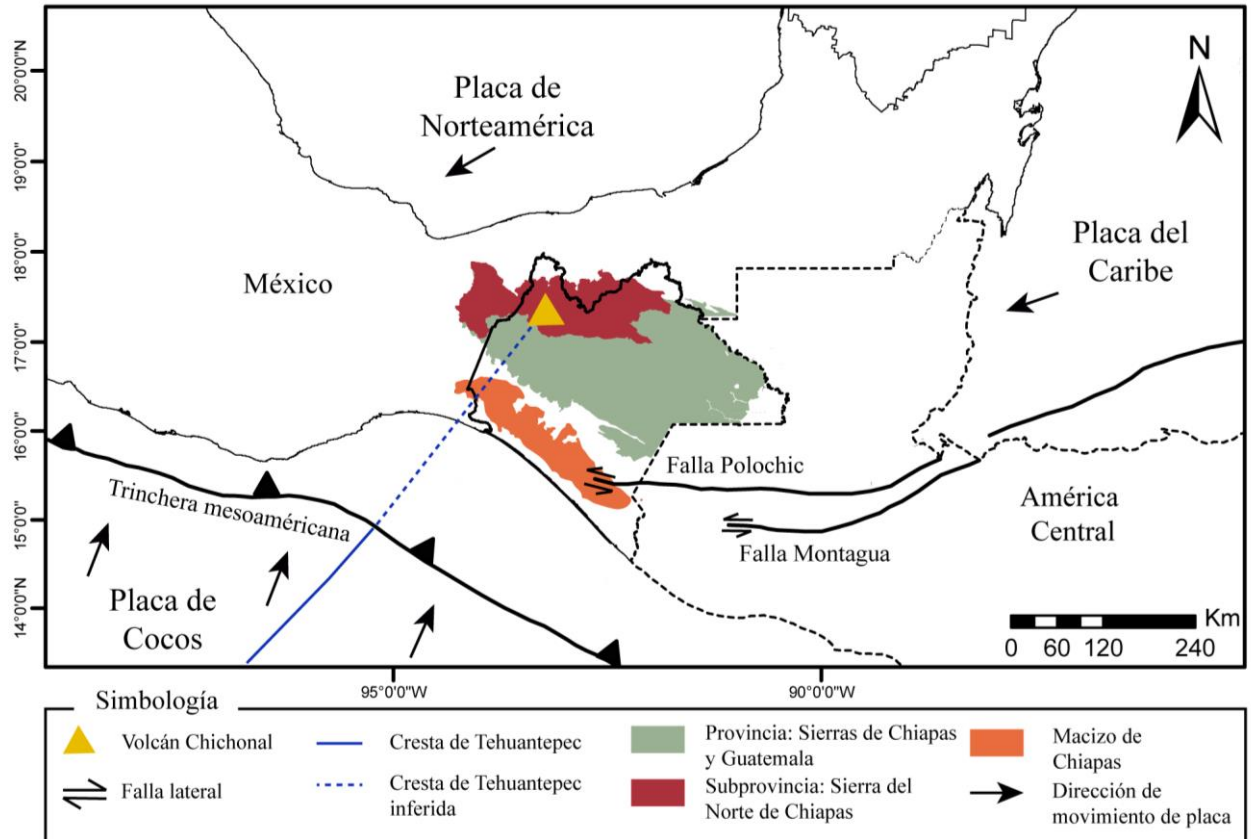 20°0'0"N
19°0'0"N
18°0'0"N
17°0'0"N
16°0'0"N
15°0'0"N
14°0'0"N
Placa de
Norteamérica
N
Placa del
Caribe
México
Falla Polochic
América
Central
Trinchera mesoaméricana
Falla Montagua
Placa de
Cocos
Km
0 60 120 240
95°0'0"W
90°0'0"W
Simbología
Volcán Chichonal
Falla lateral
Cresta de Tehuantepec
Cresta de Tehuantepec
inferida
Provincia: Sierras de Chiapas
y Guatemala
Subprovincia: Sierra del
Norte de Chiapas
Macizo de
Chiapas
Dirección de
movimiento de placa